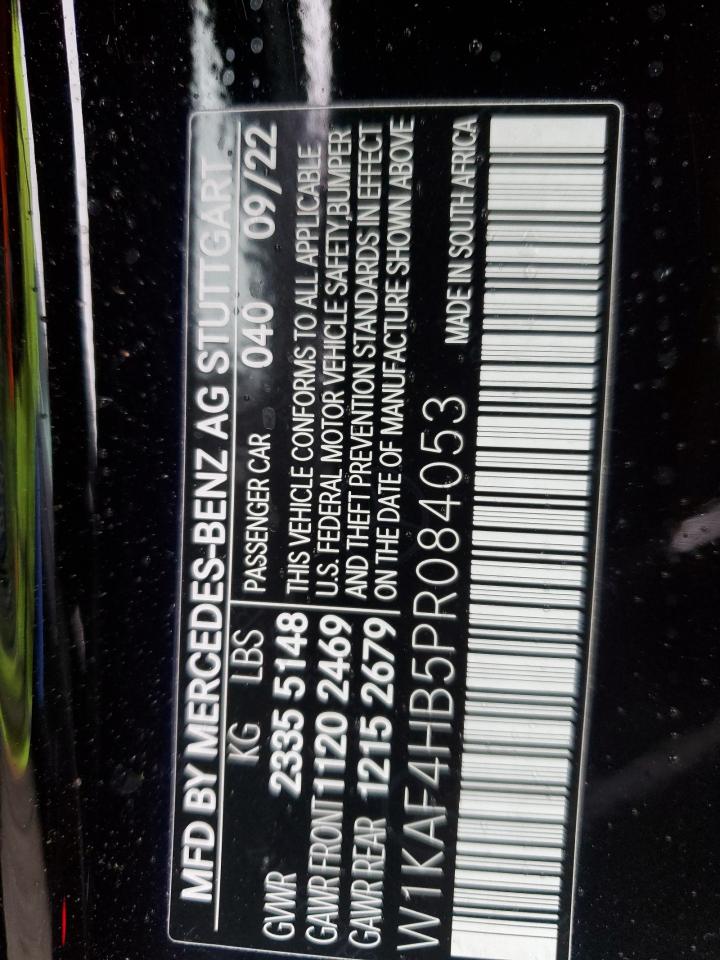 MFD BY MERCEDES-BENZ AG STUTTGART
KG LBS PASSENGER CAR 040 09/22
GVWR 2335 5148 THIS VEHICLE CONFORMS TO ALL APPLICABLE
GAWR FRONT 1120 2469 U.S. FEDERAL MOTOR VEHICLE SAFETY, BUMPER
GAWR REAR 1215 2679 AND THEFT PREVENTION STANDARDS IN EFFECT
ON THE DATE OF MANUFACTURE SHOWN ABOVE
W1KAF4HB5PR084053 MADE IN SOUTH AFRICA